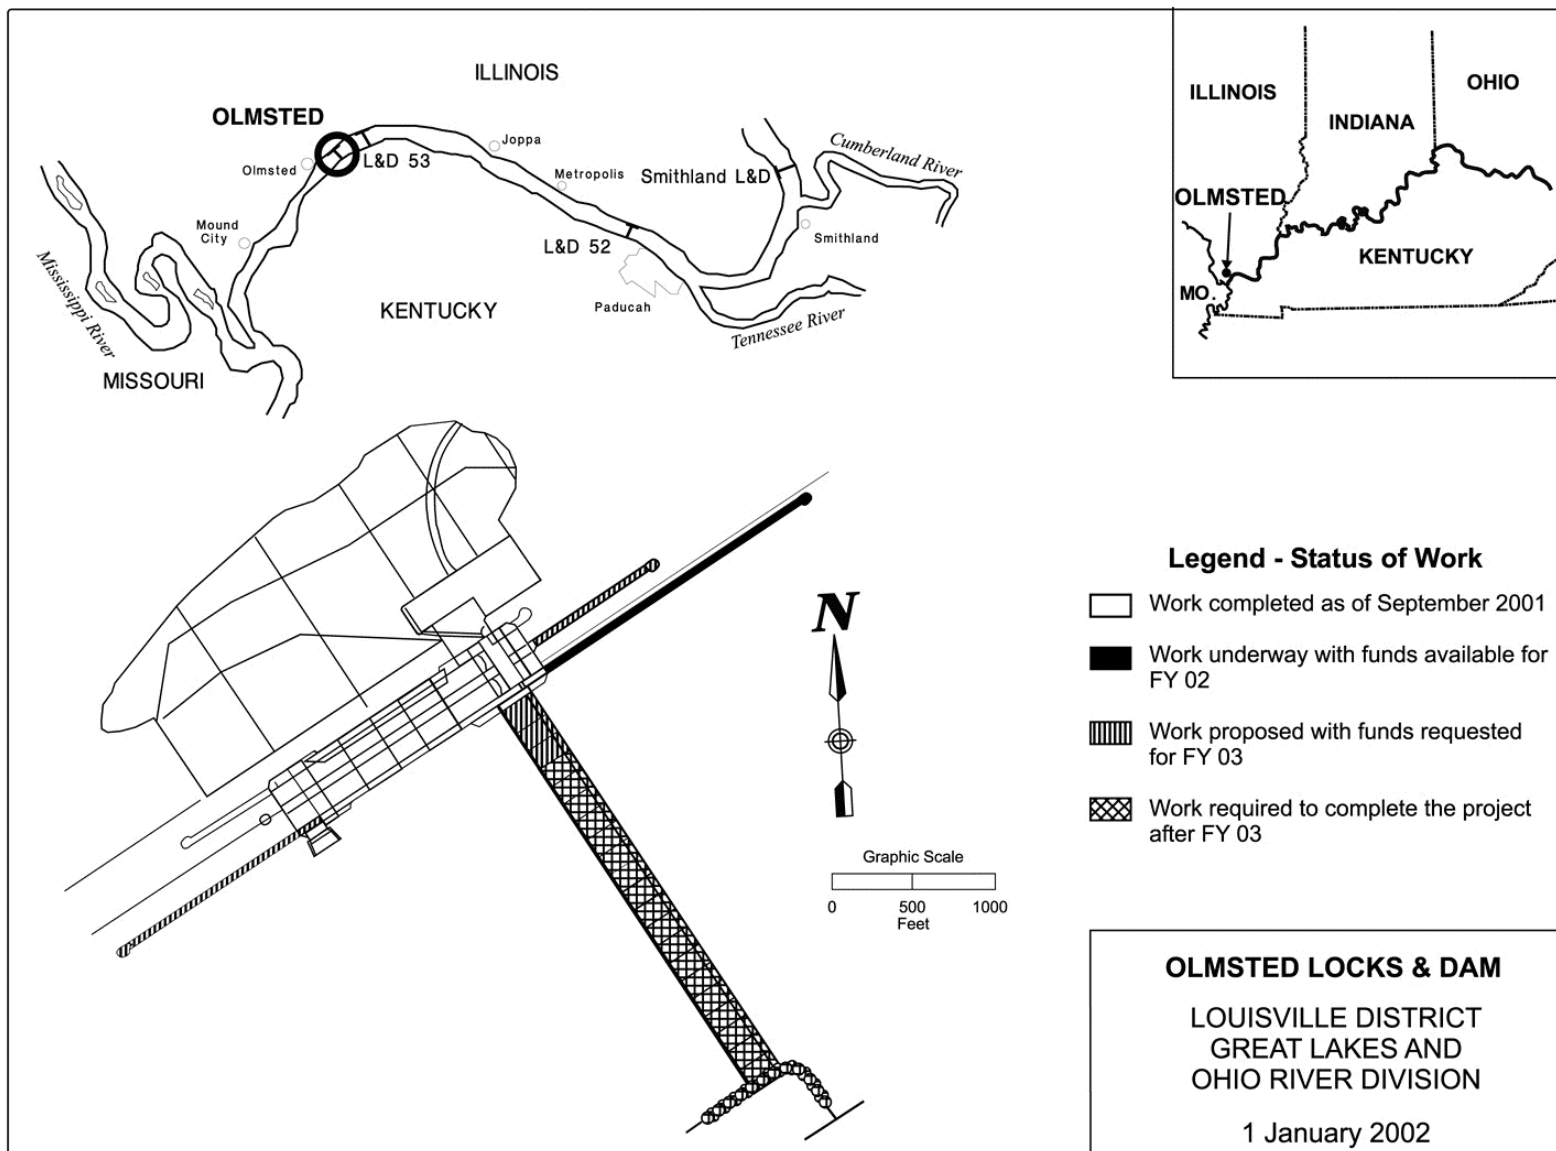 ILLINOIS
OLMSTED
Olmsted
L&D 53
Joppa
Metropolis
Smithland L&D
Cumberland River
Mound
City
L&D 52
Smithland
Mississippi River
KENTUCKY
Paducah
Tennessee River
MISSOURI
ILLINOIS
INDIANA
OHIO
OLMSTED
KENTUCKY
MO.
N
Graphic Scale
0 500 1000
Feet
Legend - Status of Work
Work completed as of September 2001
Work underway with funds available for
FY 02
Work proposed with funds requested
for FY 03
Work required to complete the project
after FY 03
OLMSTED LOCKS & DAM
LOUISVILLE DISTRICT
GREAT LAKES AND
OHIO RIVER DIVISION
1 January 2002